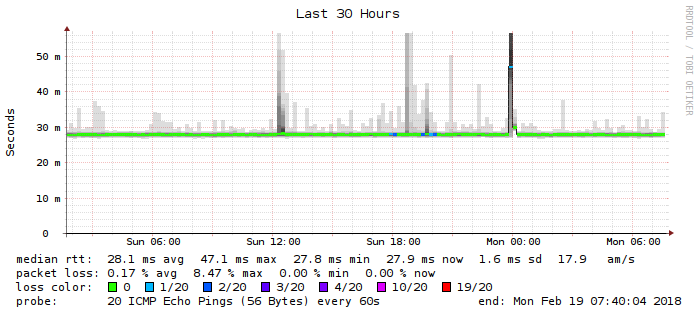 Last 30 Hours
RRDTOOL / TOBI OETIKER
Seconds
50 m
40 m
30 m
20 m
10 m
0
Sun 06:00 Sun 12:00 Sun 18:00 Mon 00:00 Mon 06:00
median rtt: 28.1 ms avg 47.1 ms max 27.8 ms min 27.9 ms now 1.6 ms sd 17.9 am/s
packet loss: 0.17 % avg 8.47 % max 0.00 % min 0.00 % now
loss color: 0 1/20 2/20 3/20 4/20 10/20 19/20
probe: 20 ICMP Echo Pings (56 Bytes) every 60s end: Mon Feb 19 07:40:04 2018